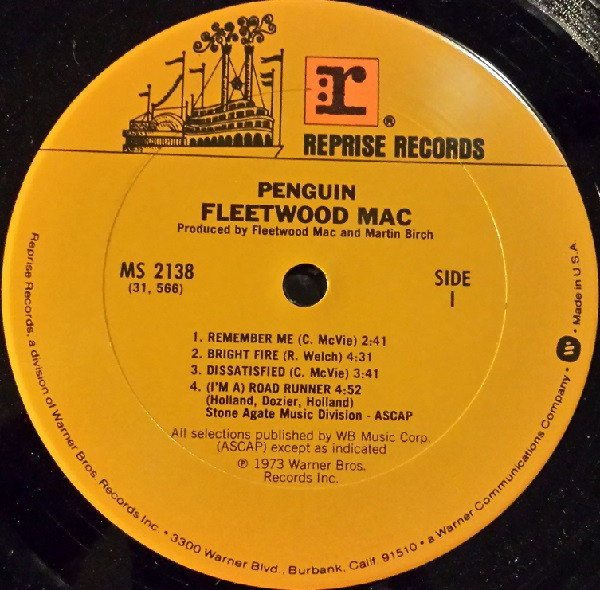 r ®
REPRISE RECORDS
PENGUIN
FLEETWOOD MAC
Produced by Fleetwood Mac and Martin Birch
MS 2138
(31, 566)
SIDE
1
1. REMEMBER ME (C. McVie) 2:41
2. BRIGHT FIRE (R. Welch) 4:31
3. DISSATISFIED (C. McVie) 3:41
4. (I'M A) ROAD RUNNER 4:52
(Holland, Dozier, Holland)
Stone Agate Music Division - ASCAP
All selections published by WB Music Corp.
(ASCAP) except as indicated
℗ 1973 Warner Bros.
Records Inc.
Reprise Records, a division of Warner Bros. Records Inc. • 3300 Warner Blvd., Burbank, Calif. 91510 • a Warner Communications Company • W • Made in U.S.A.